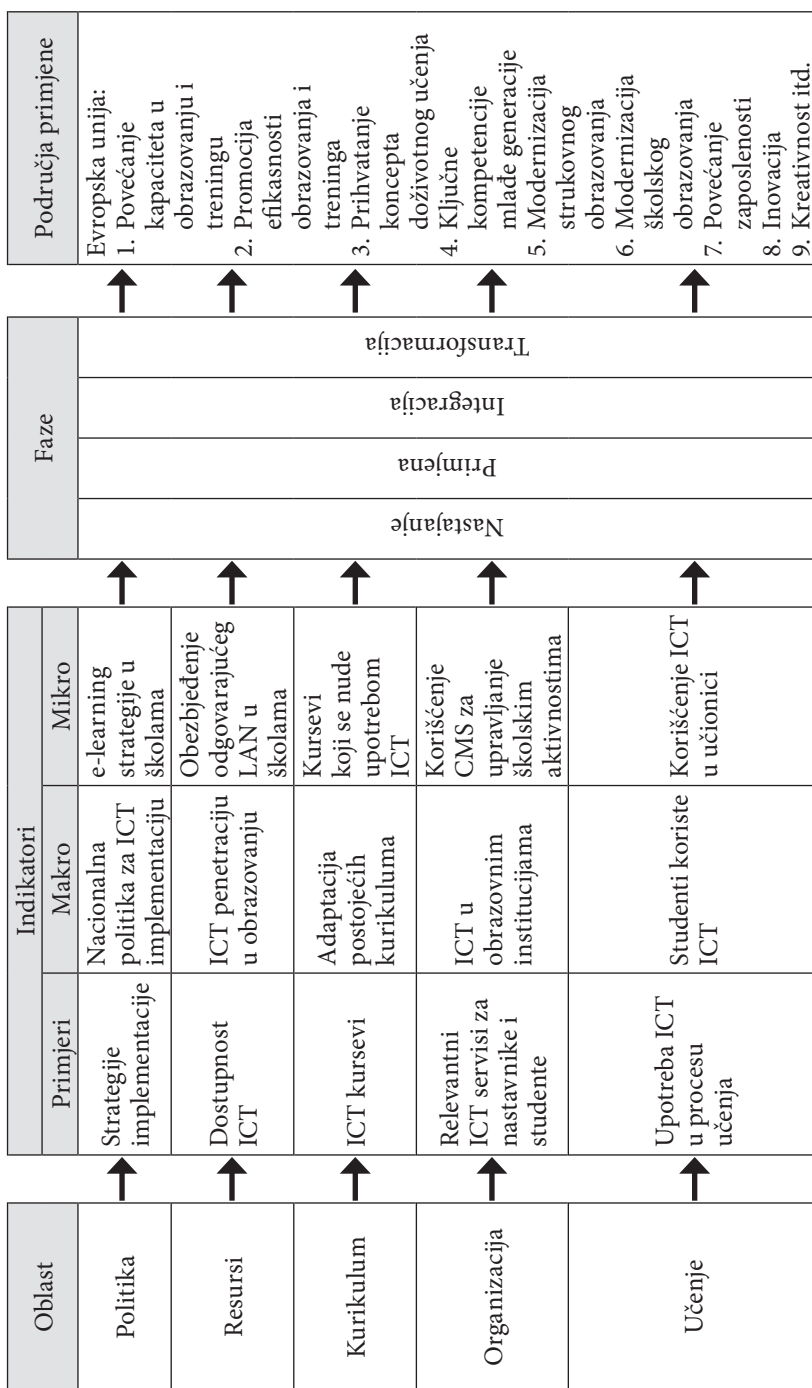 Oblast
Politika
Resursi
Kurikulum
Organizacija
Učenje
Indikatori
Primjeri
Makro
Mikro
Strategije
implementacije
Nacionalna
politika za ICT
implementaciju
e-learning
strategije u
školama
Dostupnost
ICT
ICT penetraciju
u obrazovanju
Obezbjeđenje
odgovarajućeg
LAN u
školama
ICT kursevi
Adaptacija
postojećih
kurikuluma
Kursevi
koji se nude
upotrebom
ICT
Relevantni
ICT servisi za
nastavnike i
studente
ICT u
obrazovnim
institucijama
Korišćenje
CMS za
upravljanje
školskim
aktivnostima
Upotreba ICT
u procesu
učenja
Studenti koriste
ICT
Korišćenje ICT
u učionici
Faze
Nastajanje
Primjena
Integracija
Transformacija
Područja primjene
Evropska unija:
1. Povećanje
kapaciteta u
obrazovanju i
treningu
2. Promocija
efikasnosti
obrazovanja i
treninga
3. Prihvatanje
koncepta
doživotnog učenja
4. Ključne
kompetencije
mlađe generacije
5. Modernizacija
strukovnog
obrazovanja
6. Modernizacija
školskog
obrazovanja
7. Povećanje
zaposlenosti
8. Inovacija
9. Kreativnost itd.